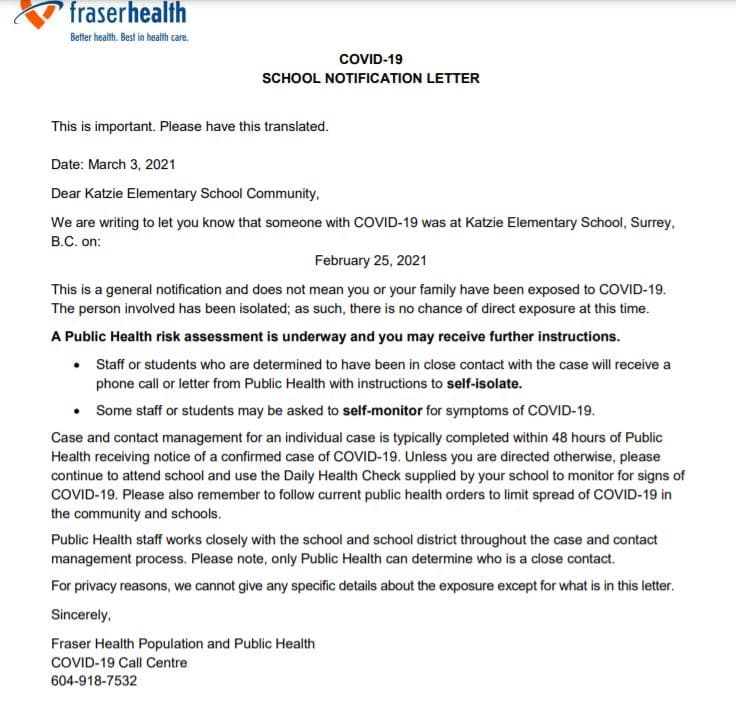 fraserhealth
Better health. Best in health care.
COVID-19
SCHOOL NOTIFICATION LETTER
This is important. Please have this translated.
Date: March 3, 2021
Dear Katzie Elementary School Community,
We are writing to let you know that someone with COVID-19 was at Katzie Elementary School, Surrey,
B.C. on:
February 25, 2021
This is a general notification and does not mean you or your family have been exposed to COVID-19.
The person involved has been isolated; as such, there is no chance of direct exposure at this time.
A Public Health risk assessment is underway and you may receive further instructions.
• Staff or students who are determined to have been in close contact with the case will receive a
phone call or letter from Public Health with instructions to self-isolate.
• Some staff or students may be asked to self-monitor for symptoms of COVID-19.
Case and contact management for an individual case is typically completed within 48 hours of Public
Health receiving notice of a confirmed case of COVID-19. Unless you are directed otherwise, please
continue to attend school and use the Daily Health Check supplied by your school to monitor for signs of
COVID-19. Please also remember to follow current public health orders to limit spread of COVID-19 in
the community and schools.
Public Health staff works closely with the school and school district throughout the case and contact
management process. Please note, only Public Health can determine who is a close contact.
For privacy reasons, we cannot give any specific details about the exposure except for what is in this letter.
Sincerely,
Fraser Health Population and Public Health
COVID-19 Call Centre
604-918-7532